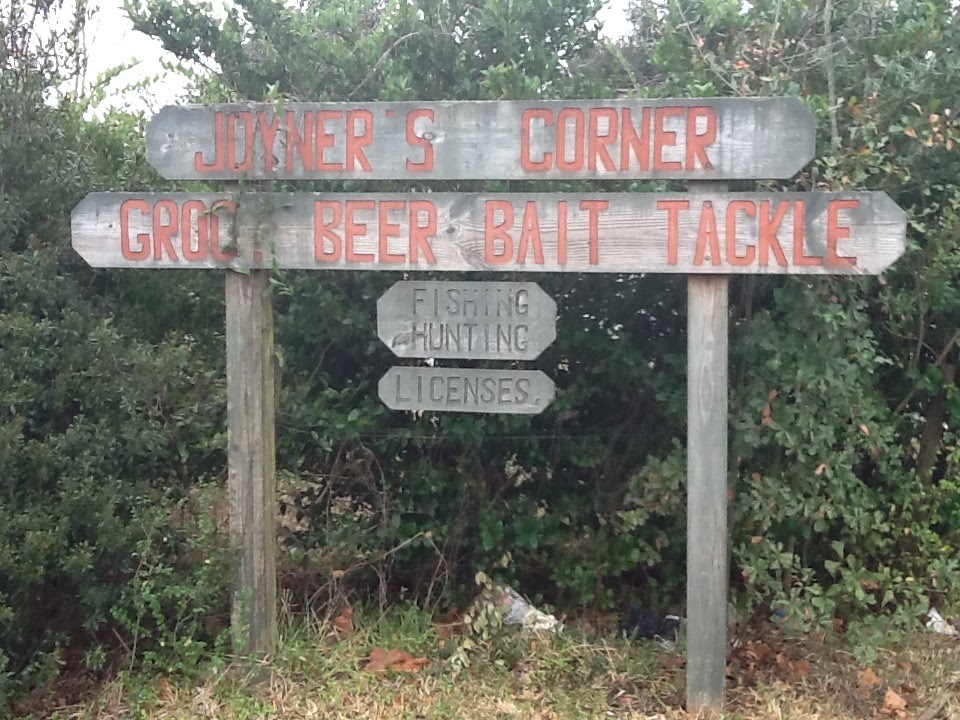 JOYNER'S CORNER
GROC. BEER BAIT TACKLE
FISHING
HUNTING
LICENSES.